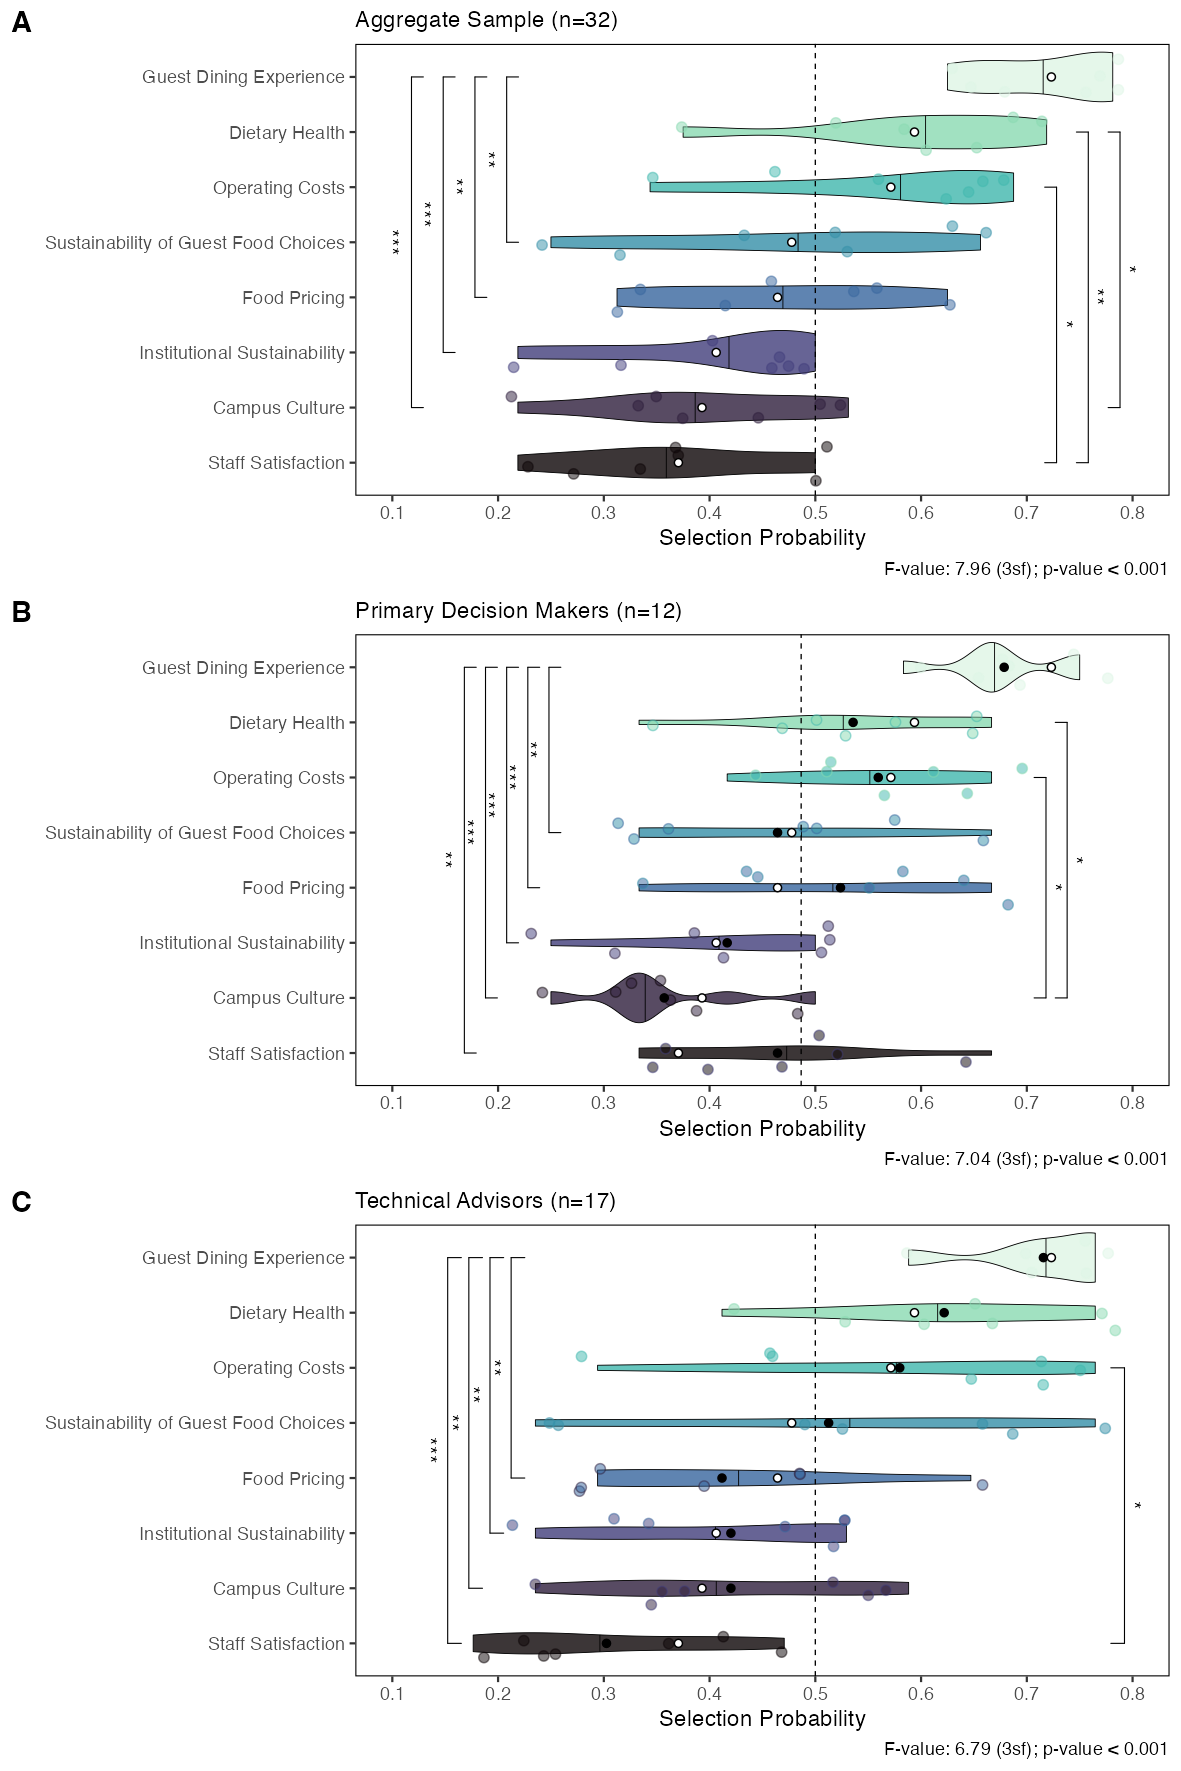 A
Aggregate Sample (n=32)
Guest Dining Experience
Dietary Health
Operating Costs
Sustainability of Guest Food Choices
Food Pricing
Institutional Sustainability
Campus Culture
Staff Satisfaction
***
***
**
**
*
**
*
0.1 0.2 0.3 0.4 0.5 0.6 0.7 0.8
Selection Probability
F-value: 7.96 (3sf); p-value < 0.001
B
Primary Decision Makers (n=12)
Guest Dining Experience
Dietary Health
Operating Costs
Sustainability of Guest Food Choices
Food Pricing
Institutional Sustainability
Campus Culture
Staff Satisfaction
**
***
***
***
**
*
*
0.1 0.2 0.3 0.4 0.5 0.6 0.7 0.8
Selection Probability
F-value: 7.04 (3sf); p-value < 0.001
C
Technical Advisors (n=17)
Guest Dining Experience
Dietary Health
Operating Costs
Sustainability of Guest Food Choices
Food Pricing
Institutional Sustainability
Campus Culture
Staff Satisfaction
***
**
**
**
*
0.1 0.2 0.3 0.4 0.5 0.6 0.7 0.8
Selection Probability
F-value: 6.79 (3sf); p-value < 0.001